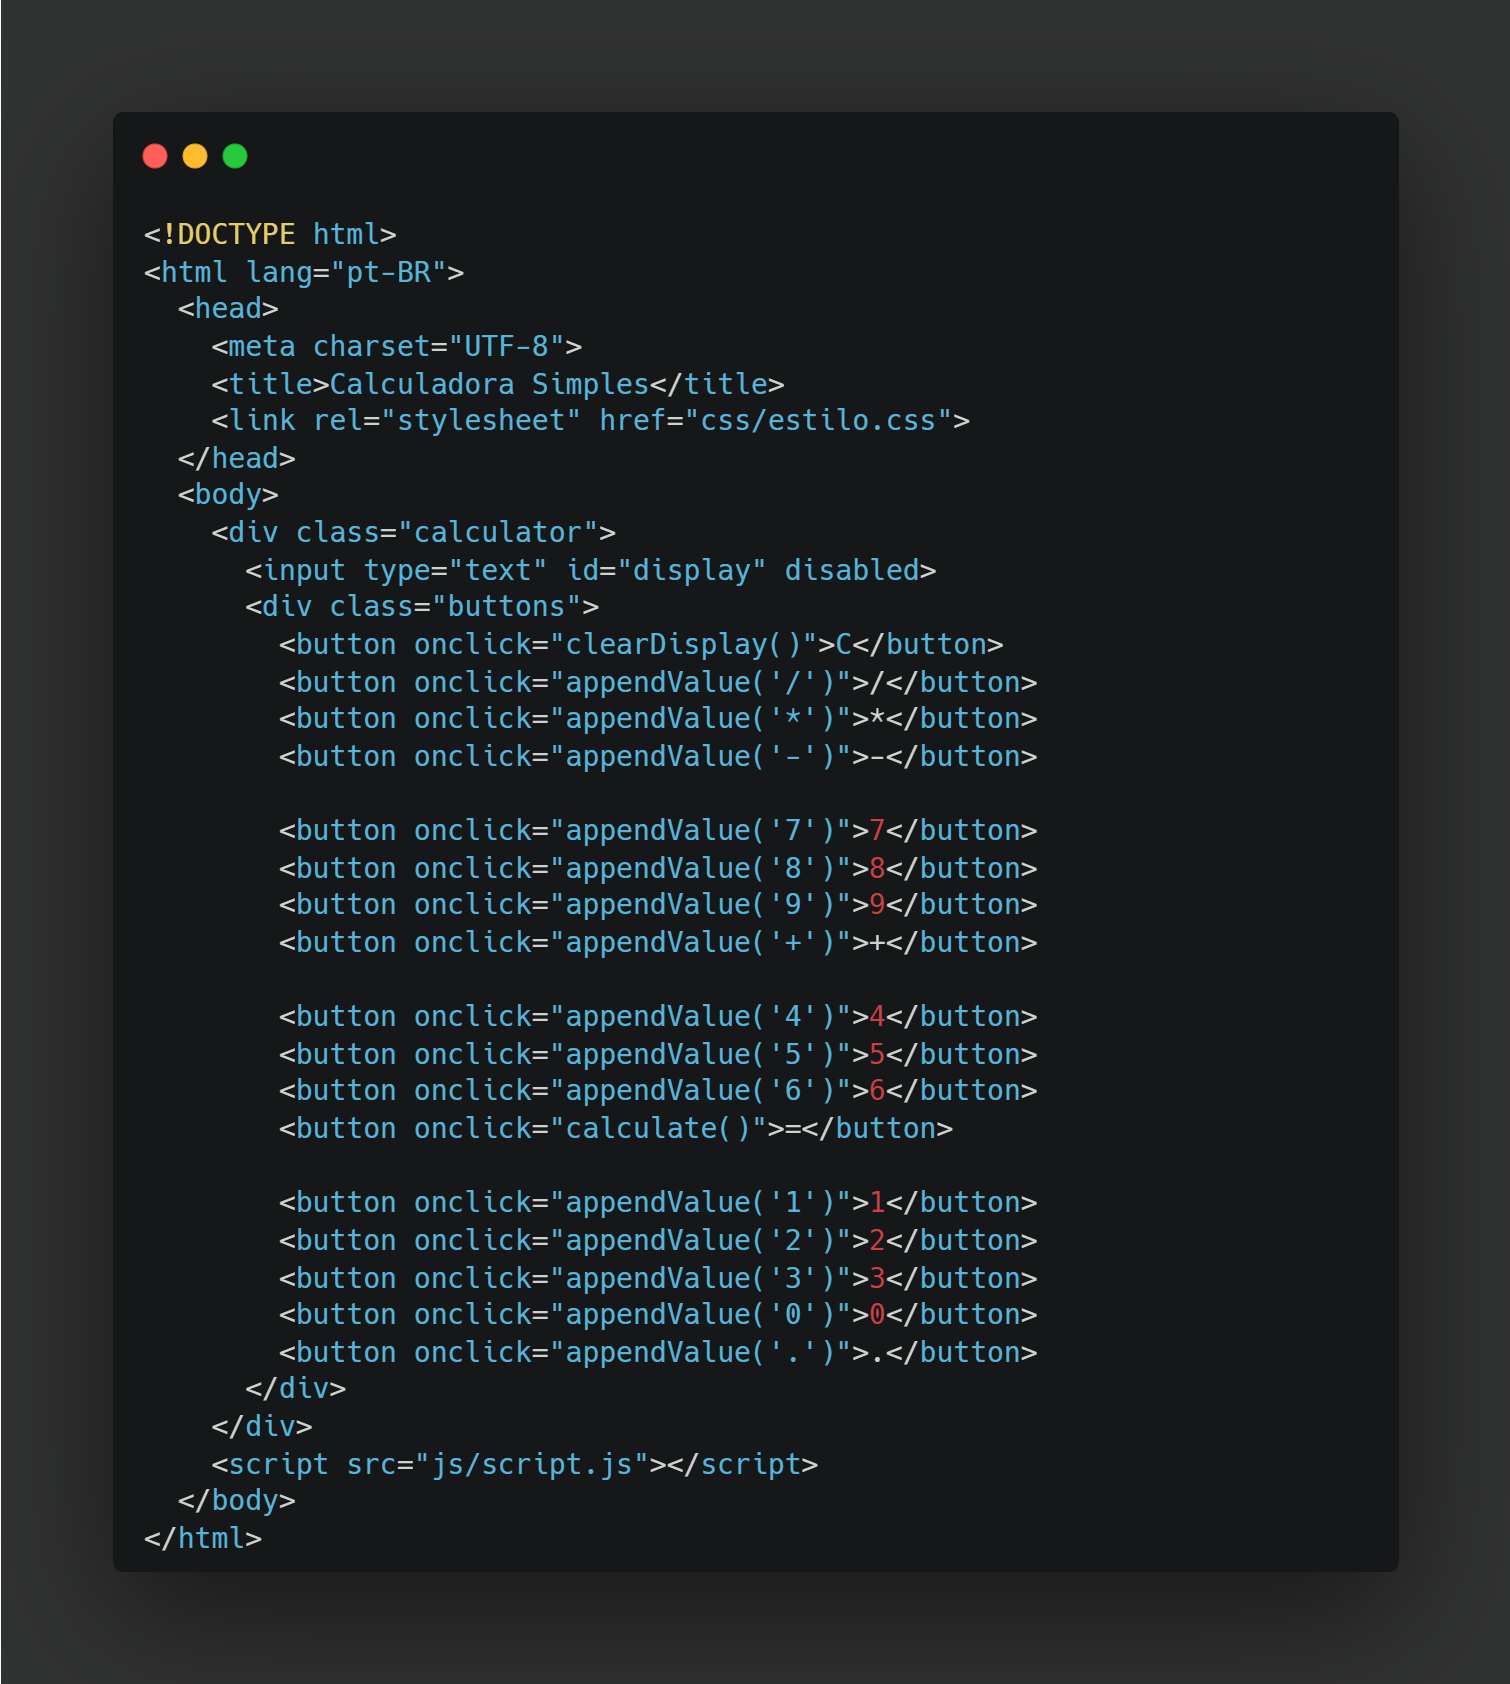 <!DOCTYPE html>
<html lang="pt-BR">
  <head>
    <meta charset="UTF-8">
    <title>Calculadora Simples</title>
    <link rel="stylesheet" href="css/estilo.css">
  </head>
  <body>
    <div class="calculator">
      <input type="text" id="display" disabled>
      <div class="buttons">
        <button onclick="clearDisplay()">C</button>
        <button onclick="appendValue('/')">/</button>
        <button onclick="appendValue('*')">*</button>
        <button onclick="appendValue('-')">-</button>

        <button onclick="appendValue('7')">7</button>
        <button onclick="appendValue('8')">8</button>
        <button onclick="appendValue('9')">9</button>
        <button onclick="appendValue('+')">+</button>

        <button onclick="appendValue('4')">4</button>
        <button onclick="appendValue('5')">5</button>
        <button onclick="appendValue('6')">6</button>
        <button onclick="calculate()">=</button>

        <button onclick="appendValue('1')">1</button>
        <button onclick="appendValue('2')">2</button>
        <button onclick="appendValue('3')">3</button>
        <button onclick="appendValue('0')">0</button>
        <button onclick="appendValue('.')">.</button>
      </div>
    </div>
    <script src="js/script.js"></script>
  </body>
</html>